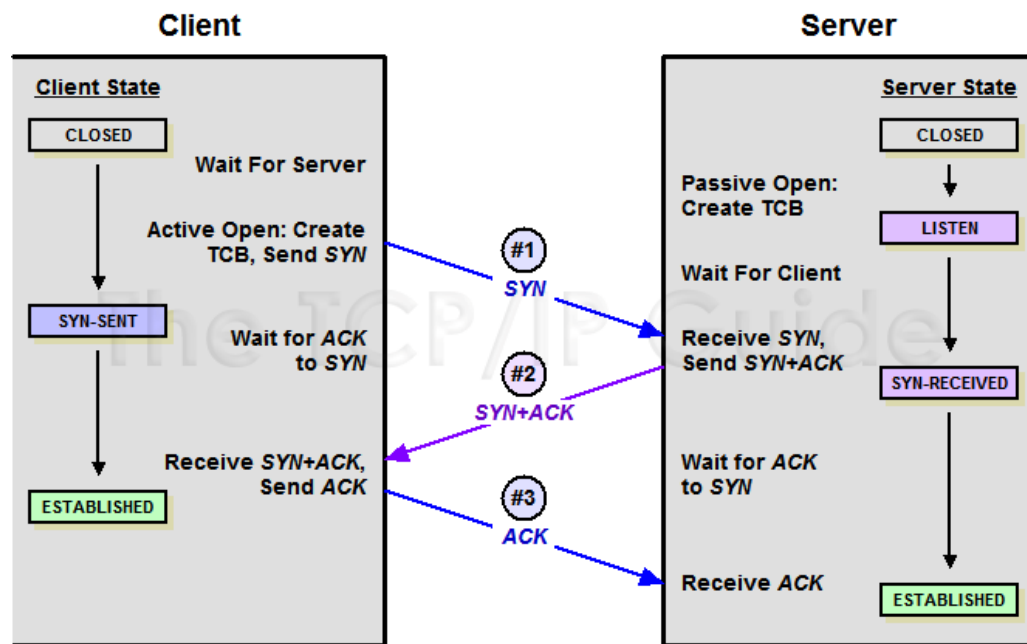 Client
Server
Client State
CLOSED
Wait For Server
Active Open: Create
TCB, Send SYN
SYN-SENT
Wait for ACK
to SYN
Receive SYN+ACK,
Send ACK
ESTABLISHED
#1
SYN
#2
SYN+ACK
#3
ACK
Server State
CLOSED
Passive Open:
Create TCB
LISTEN
Wait For Client
Receive SYN,
Send SYN+ACK
SYN-RECEIVED
Wait for ACK
to SYN
Receive ACK
ESTABLISHED
The TCP/IP Guide